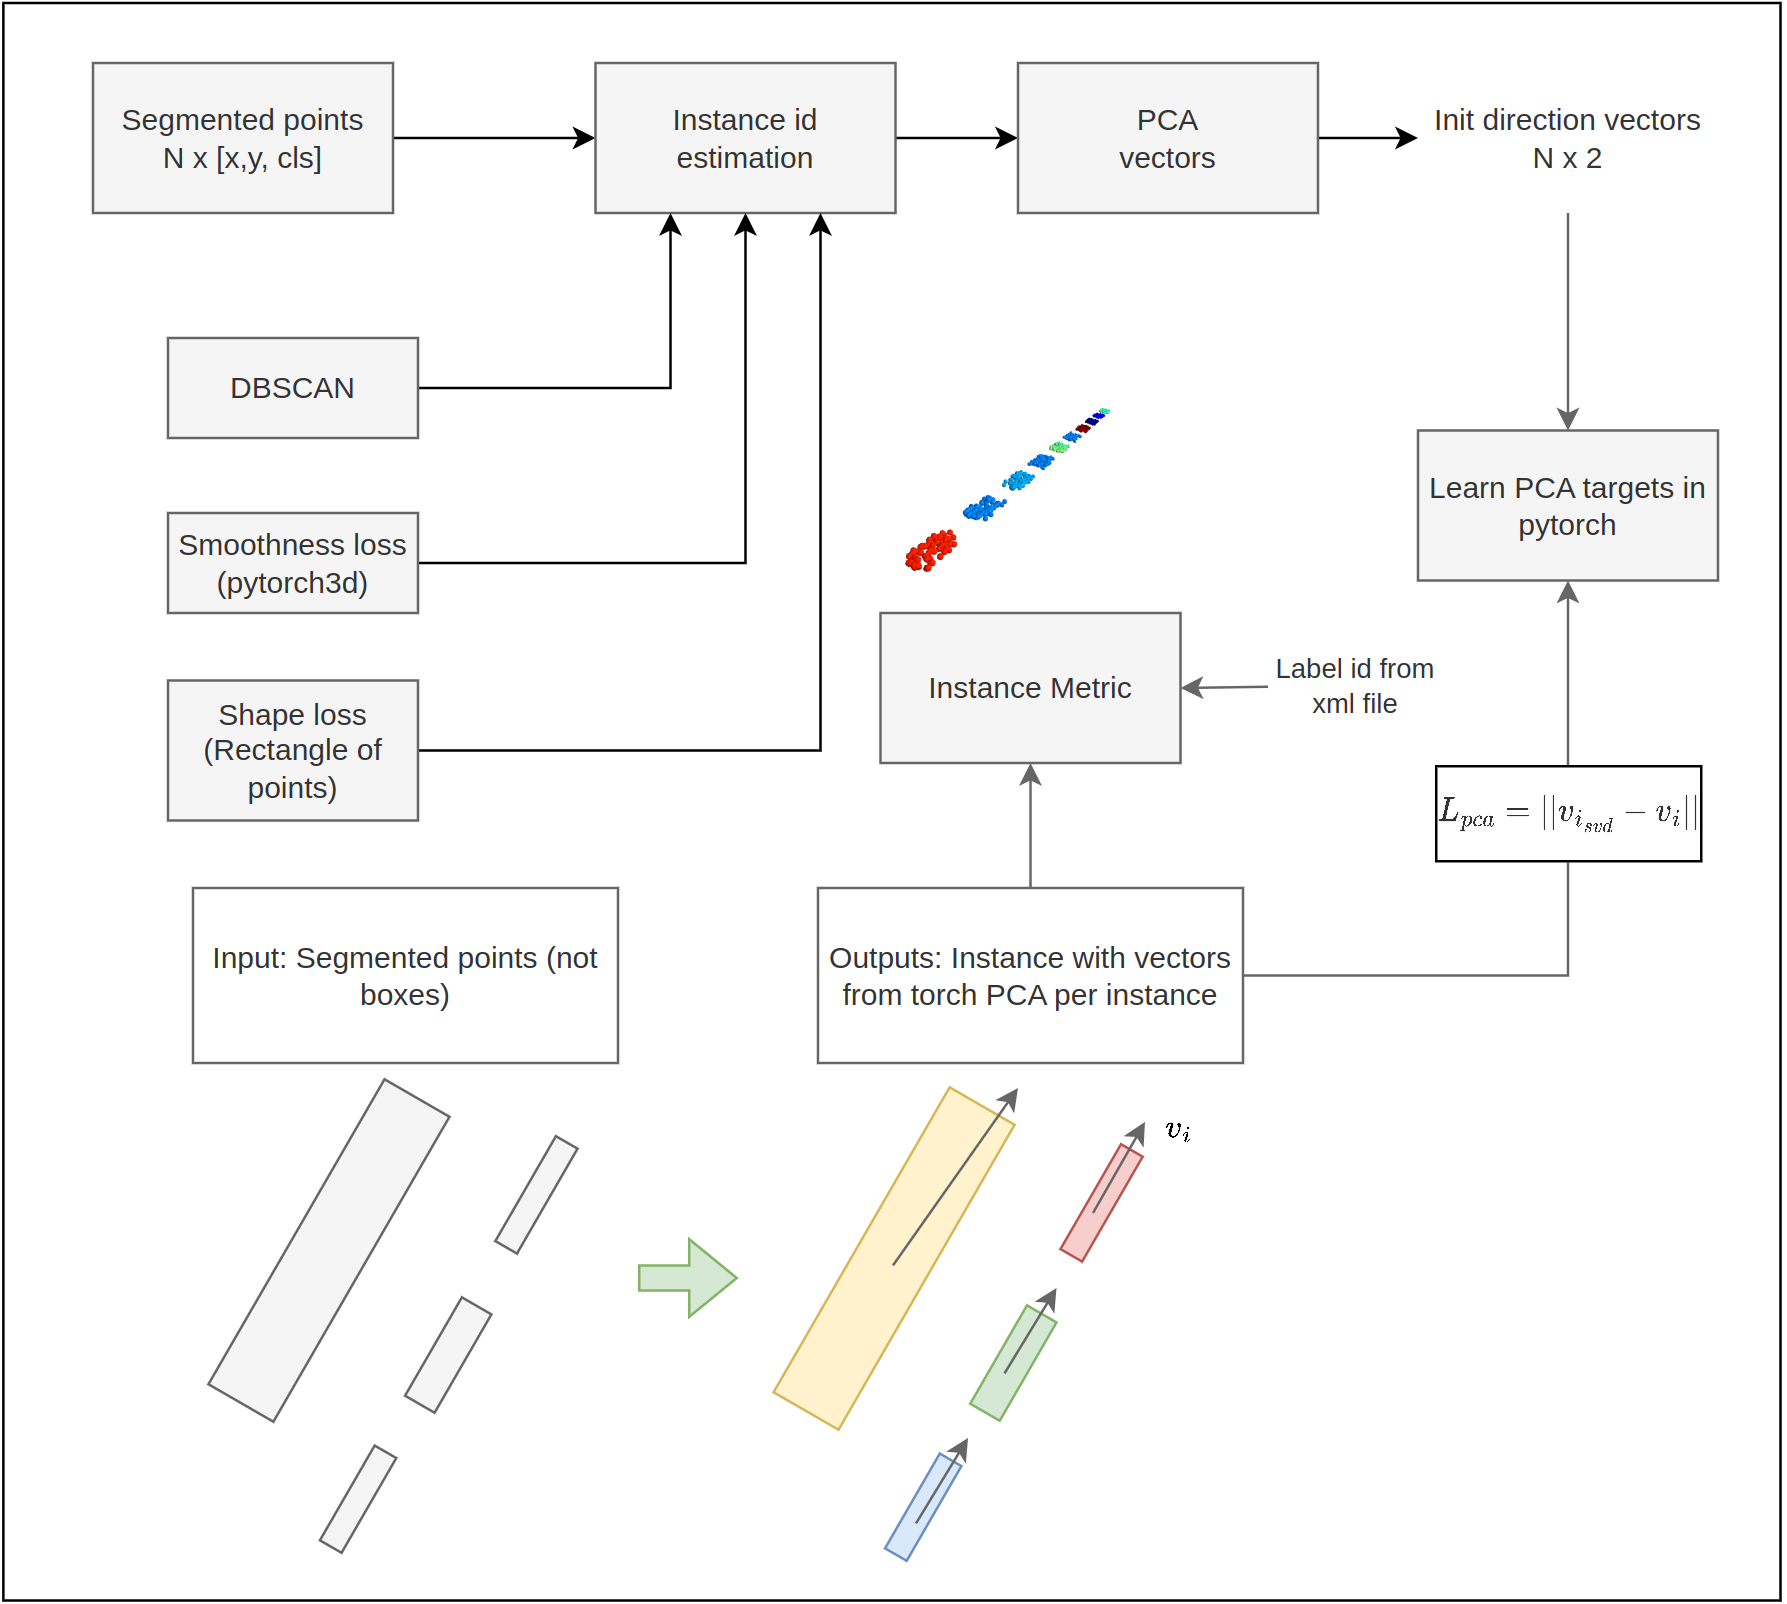 Segmented points
N x [x,y, cls]
Instance id
estimation
PCA
vectors
Init direction vectors
N x 2
DBSCAN
Smoothness loss
(pytorch3d)
Shape loss
(Rectangle of
points)
Learn PCA targets in
pytorch
Instance Metric
Label id from
xml file
L_{pca} = ||v_{i_{svd}} − v_i||
Input: Segmented points (not
boxes)
Outputs: Instance with vectors
from torch PCA per instance
v_i